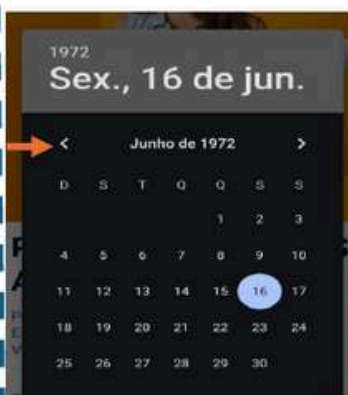 1972
Sex., 16 de jun.
< Junho de 1972 >
D S T Q Q S S
1 2 3
4 5 6 7 8 9 10
11 12 13 14 15 16 17
18 19 20 21 22 23 24
25 26 27 28 29 30